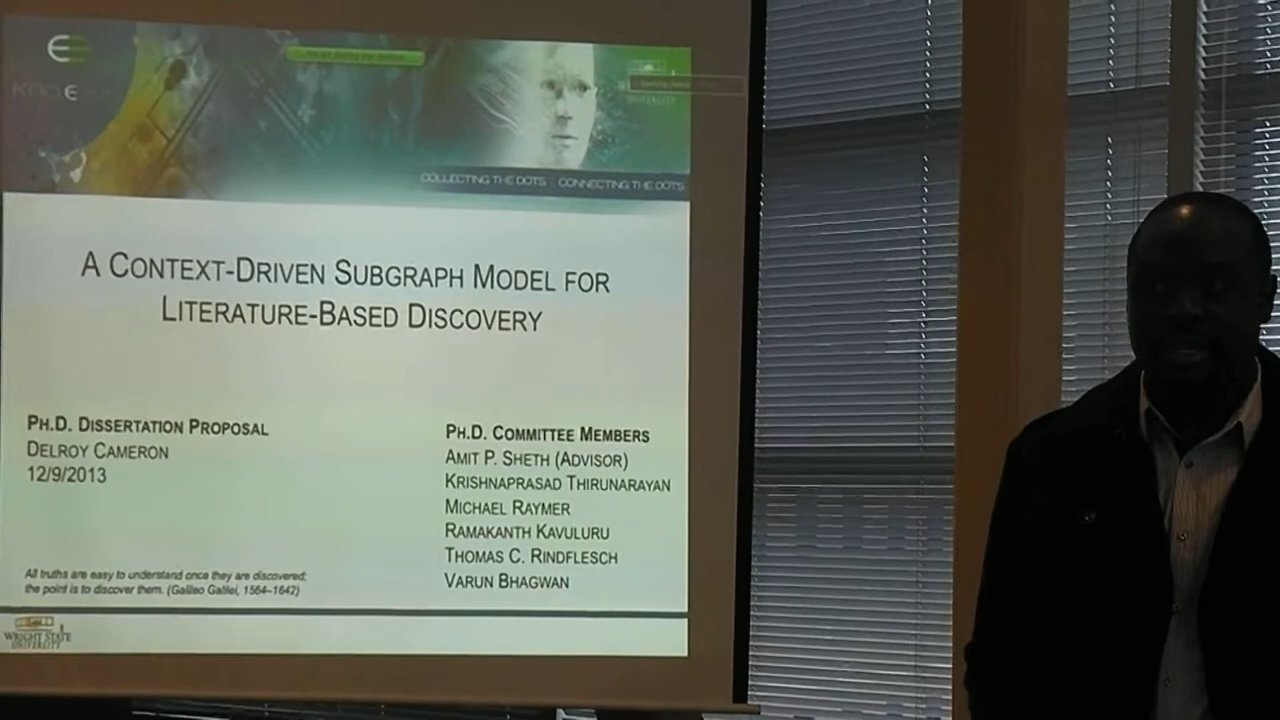 COLLECTING THE DOTS : CONNECTING THE DOTS
A CONTEXT-DRIVEN SUBGRAPH MODEL FOR
LITERATURE-BASED DISCOVERY
PH.D. DISSERTATION PROPOSAL
DELROY CAMERON
12/9/2013
PH.D. COMMITTEE MEMBERS
AMIT P. SHETH (ADVISOR)
KRISHNAPRASAD THIRUNARAYAN
MICHAEL RAYMER
RAMAKANTH KAVULURU
THOMAS C. RINDFLESCH
VARUN BHAGWAN
All truths are easy to understand once they are discovered;
the point is to discover them. (Galileo Galilei, 1564–1642)
WRIGHT STATE
UNIVERSITY